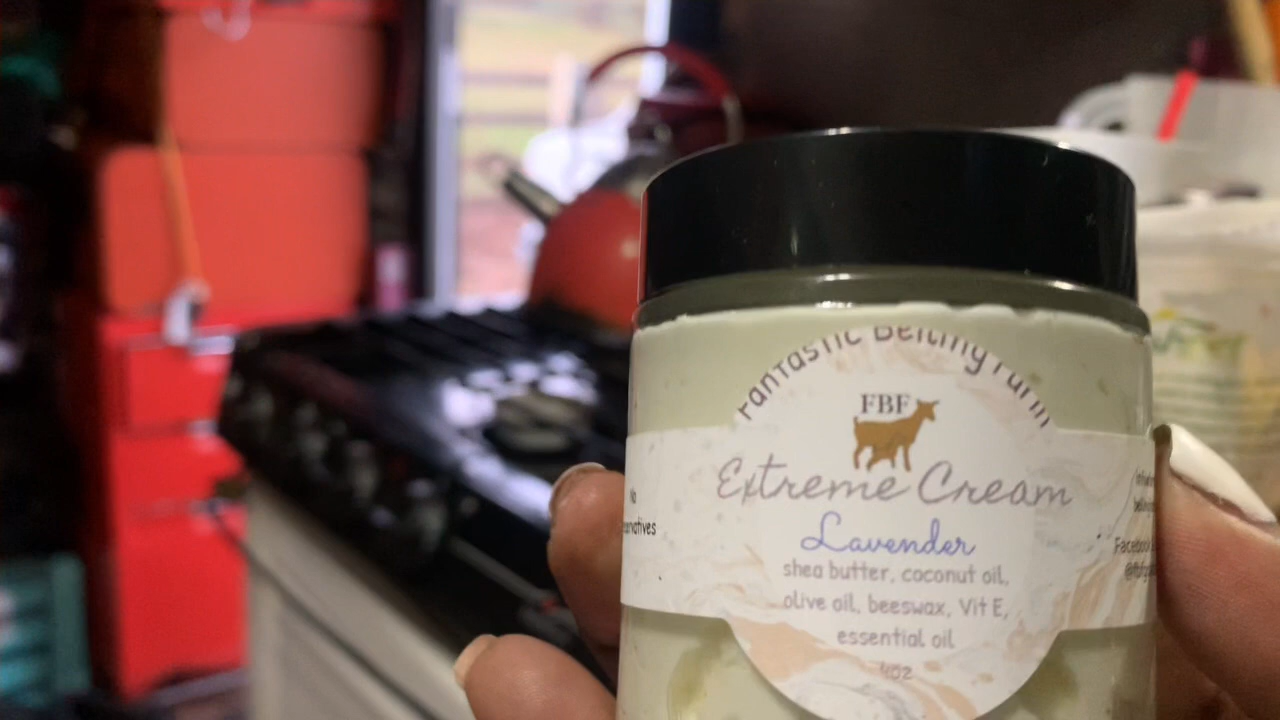 Fantastic Belting Farm
FBF
Extreme Cream
Lavender
shea butter, coconut oil,
olive oil, beeswax, Vit E,
essential oil
4oz
No
Facebook